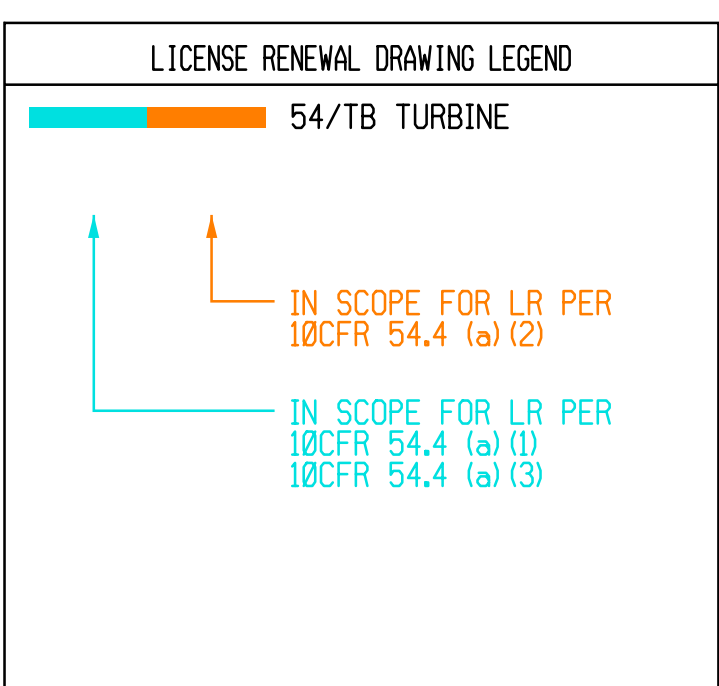 LICENSE RENEWAL DRAWING LEGEND
54/TB TURBINE
IN SCOPE FOR LR PER
10CFR 54.4 (a)(2)
IN SCOPE FOR LR PER
10CFR 54.4 (a)(1)
10CFR 54.4 (a)(3)